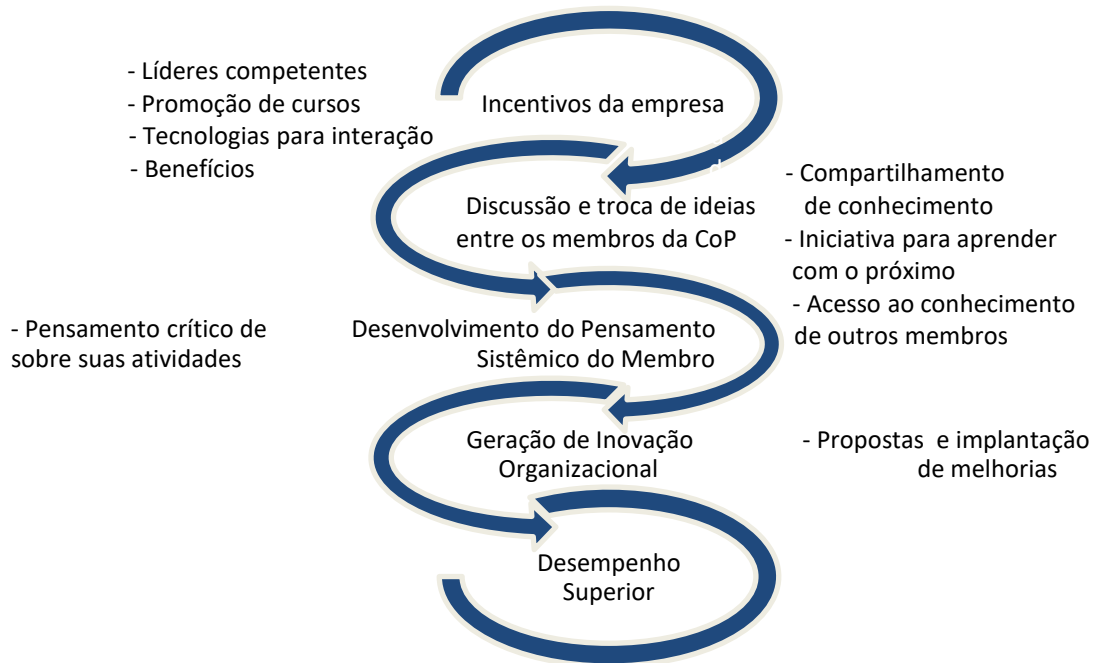 - Líderes competentes
- Promoção de cursos
- Tecnologias para interação
- Benefícios
Incentivos da empresa
Discussão e troca de ideias
entre os membros da CoP
- Compartilhamento
de conhecimento
- Iniciativa para aprender
com o próximo
- Acesso ao conhecimento
de outros membros
- Pensamento crítico de
sobre suas atividades
Desenvolvimento do Pensamento
Sistêmico do Membro
Geração de Inovação
Organizacional
- Propostas e implantação
de melhorias
Desempenho
Superior